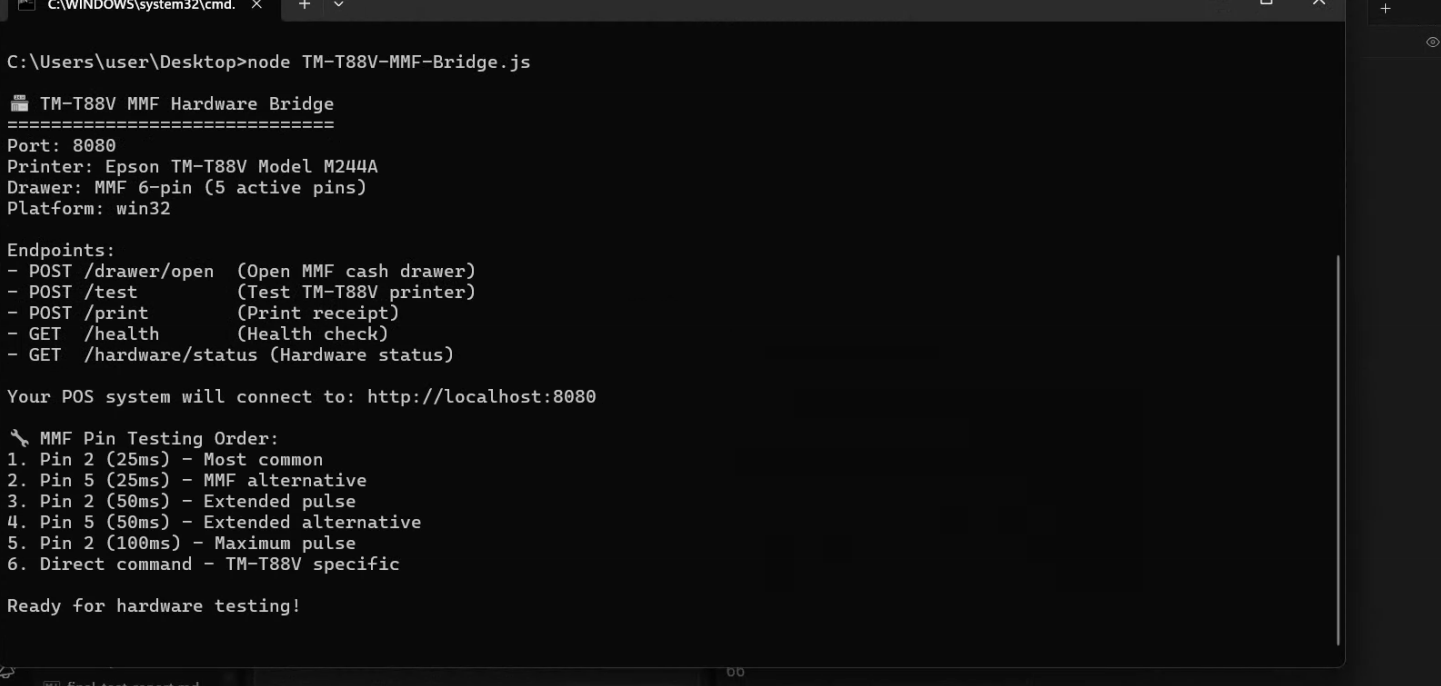 C:\WINDOWS\system32\cmd.
C:\Users\user\Desktop>node TM-T88V-MMF-Bridge.js
TM-T88V MMF Hardware Bridge
==============================
Port: 8080
Printer: Epson TM-T88V Model M244A
Drawer: MMF 6-pin (5 active pins)
Platform: win32
Endpoints:
- POST /drawer/open  (Open MMF cash drawer)
- POST /test         (Test TM-T88V printer)
- POST /print        (Print receipt)
- GET  /health       (Health check)
- GET  /hardware/status (Hardware status)
Your POS system will connect to: http://localhost:8080
🔧 MMF Pin Testing Order:
1. Pin 2 (25ms) - Most common
2. Pin 5 (25ms) - MMF alternative
3. Pin 2 (50ms) - Extended pulse
4. Pin 5 (50ms) - Extended alternative
5. Pin 2 (100ms) - Maximum pulse
6. Direct command - TM-T88V specific
Ready for hardware testing!
66